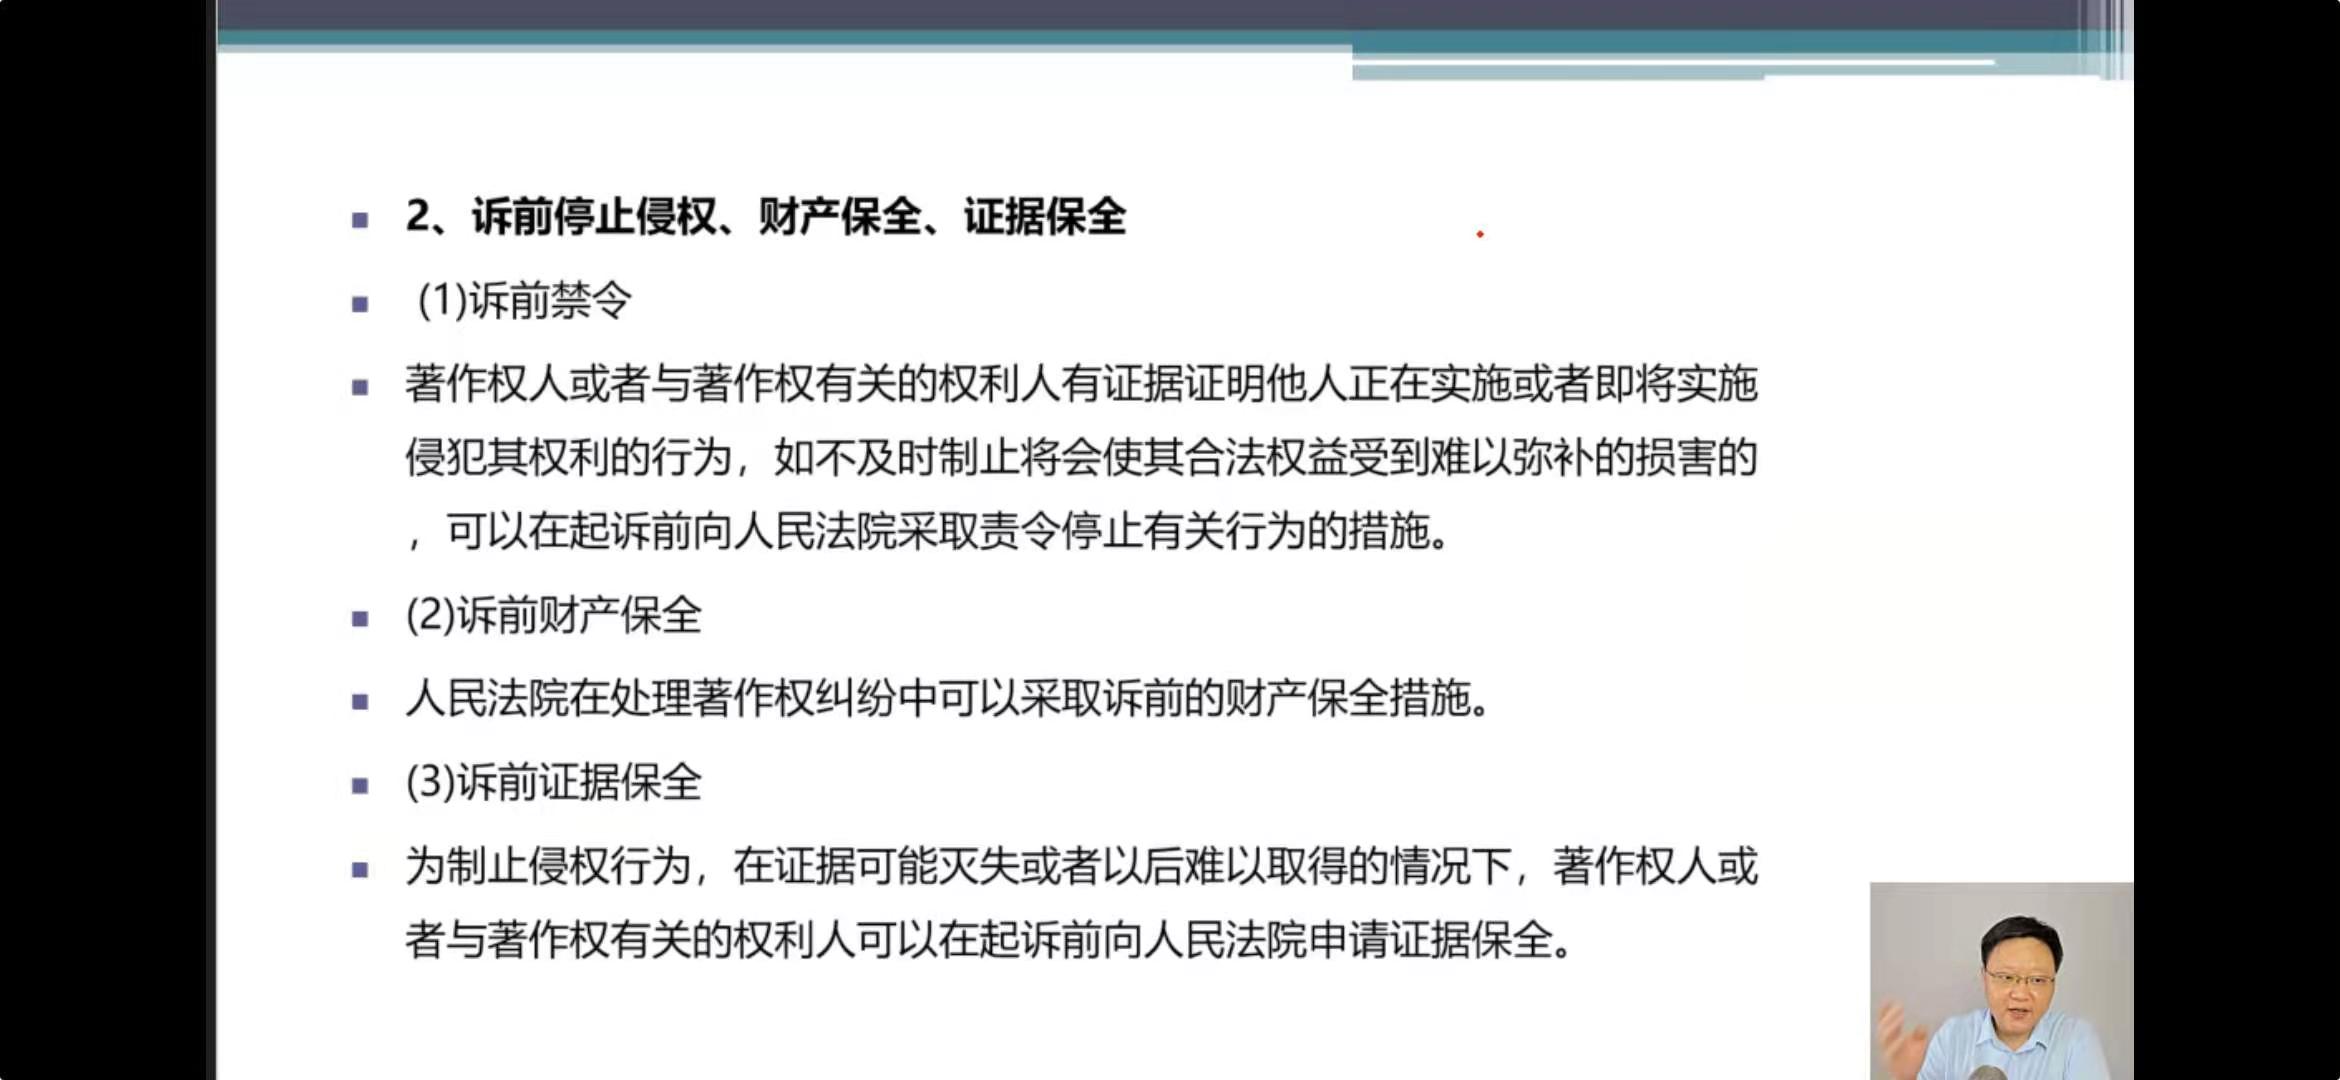 2、诉前停止侵权、财产保全、证据保全
(1)诉前禁令
著作权人或者与著作权有关的权利人有证据证明他人正在实施或者即将实施
侵犯其权利的行为，如不及时制止将会使其合法权益受到难以弥补的损害的
，可以在起诉前向人民法院采取责令停止有关行为的措施。
(2)诉前财产保全
人民法院在处理著作权纠纷中可以采取诉前的财产保全措施。
(3)诉前证据保全
为制止侵权行为，在证据可能灭失或者以后难以取得的情况下，著作权人或
者与著作权有关的权利人可以在起诉前向人民法院申请证据保全。